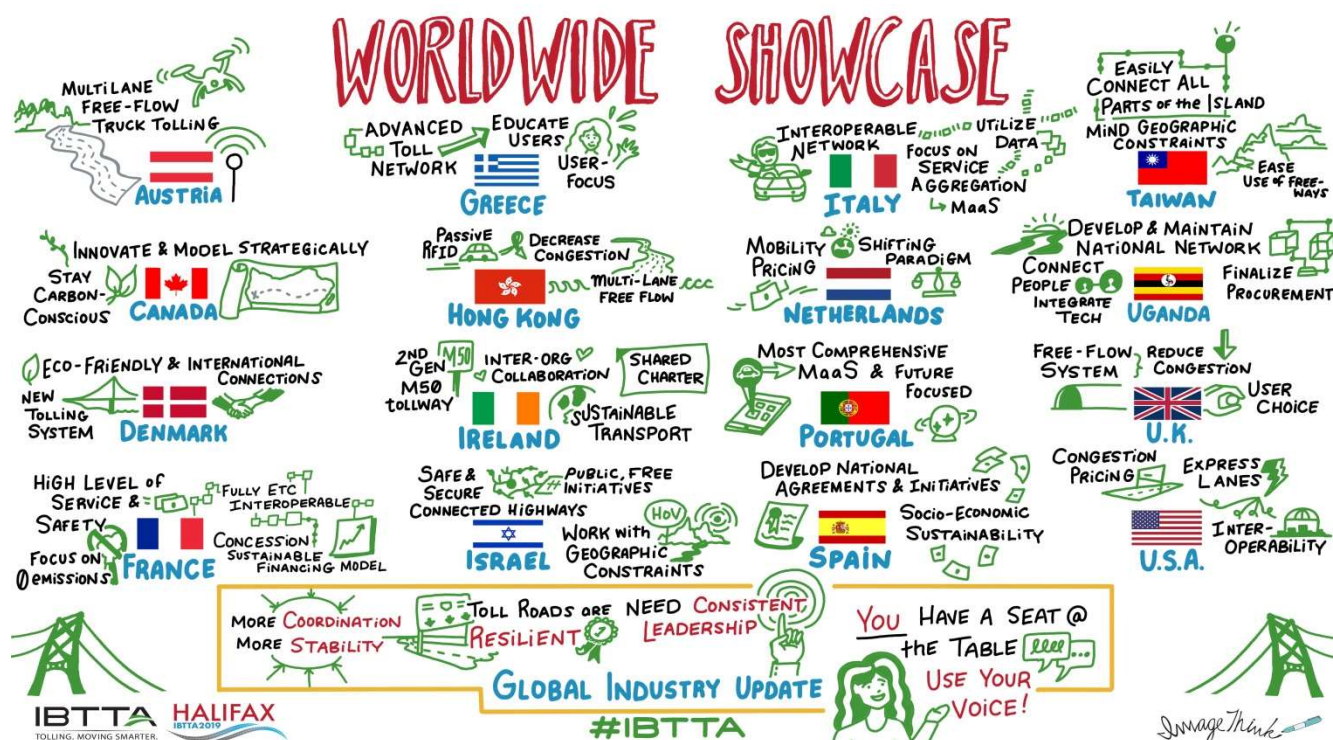 WORLDWIDE SHOWCASE
MULTILANE
FREE-FLOW
TRUCK TOLLING
AUSTRIA
ADVANCED
TOLL
NETWORK
EDUCATE
USERS
USER-
FOCUS
GREECE
INTEROPERABLE
NETWORK
UTILIZE
DATA
FOCUS ON
SERVICE
AGGREGATION
↳ MaaS
ITALY
EASILY
CONNECT ALL
PARTS of the ISLAND
MIND GEOGRAPHIC
CONSTRAINTS
EASE
USE of FREE-
WAYS
TAIWAN
INNOVATE & MODEL STRATEGICALLY
STAY
CARBON-
CONSCIOUS
CANADA
PASSIVE
RFID
DECREASE
CONGESTION
MULTI-LANE
FREE FLOW
HONG KONG
MOBILITY
PRICING
SHIFTING
PARADIGM
NETHERLANDS
DEVELOP & MAINTAIN
NATIONAL NETWORK
CONNECT
PEOPLE
INTEGRATE
TECH
FINALIZE
PROCUREMENT
UGANDA
ECO-FRIENDLY & INTERNATIONAL
CONNECTIONS
NEW
TOLLING
SYSTEM
DENMARK
2ND
GEN
M50
TOLLWAY
M50
INTER-ORG
COLLABORATION
SHARED
CHARTER
SUSTAINABLE
TRANSPORT
IRELAND
MOST COMPREHENSIVE
MaaS & FUTURE
FOCUSED
PORTUGAL
FREE-FLOW
SYSTEM
REDUCE
CONGESTION
USER
CHOICE
U.K.
HIGH LEVEL of
SERVICE &
SAFETY
FOCUS ON
0 EMISSIONS
FULLY ETC
INTEROPERABLE
CONCESSION
SUSTAINABLE
FINANCING MODEL
FRANCE
SAFE &
SECURE
CONNECTED HIGHWAYS
PUBLIC, FREE
INITIATIVES
HOV
WORK WITH
GEOGRAPHIC
CONSTRAINTS
ISRAEL
DEVELOP NATIONAL
AGREEMENTS & INITIATIVES
SOCIO-ECONOMIC
SUSTAINABILITY
SPAIN
CONGESTION
PRICING
EXPRESS
LANES
INTER-
OPERABILITY
U.S.A.
MORE COORDINATION
MORE STABILITY
TOLL ROADS ARE
RESILIENT
NEED CONSISTENT
LEADERSHIP
YOU HAVE A SEAT @
the TABLE
USE YOUR
VOICE!
GLOBAL INDUSTRY UPDATE
#IBTTA
IBTTA
TOLLING. MOVING SMARTER.
HALIFAX
IBTTA2019
ImageThink